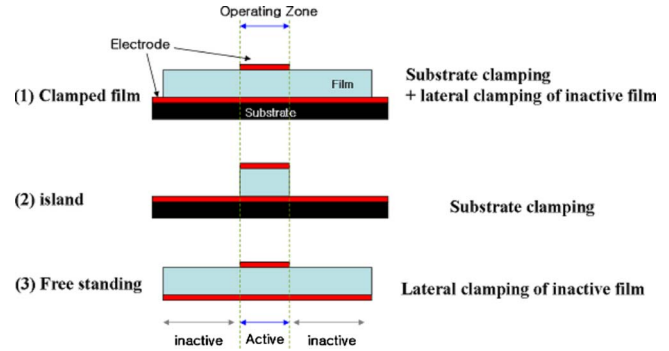 Operating Zone
Electrode
(1) Clamped film
Film
Substrate
Substrate clamping
+ lateral clamping of inactive film
(2) island
Substrate clamping
(3) Free standing
Lateral clamping of inactive film
inactive Active inactive